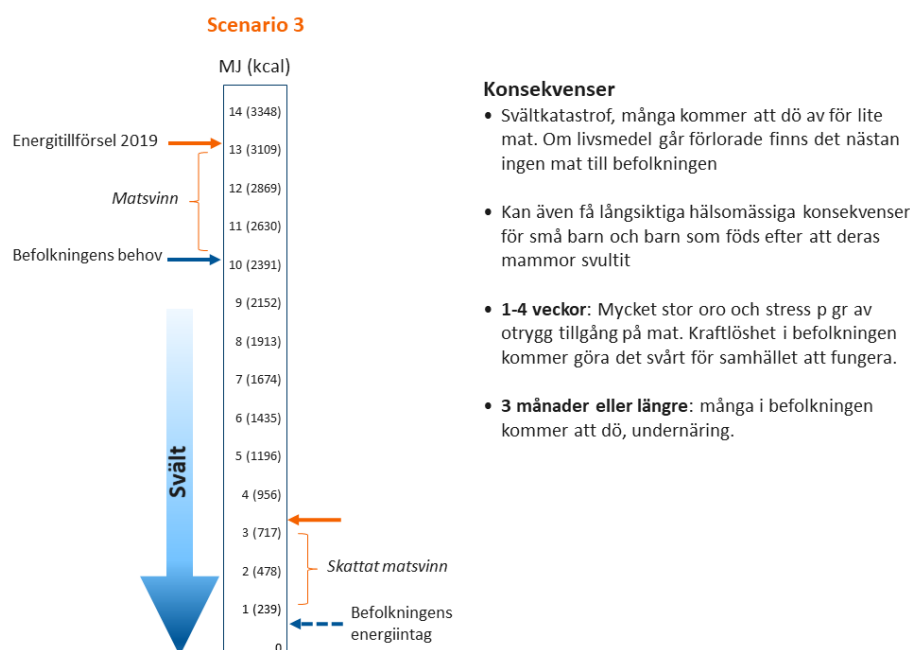 Scenario 3
MJ (kcal)
14 (3348)
Energitillförsel 2019
13 (3109)
12 (2869)
Matsvinn
11 (2630)
Befolkningens behov
10 (2391)
9 (2152)
8 (1913)
7 (1674)
6 (1435)
5 (1196)
Svält
4 (956)
3 (717)
2 (478)
Skattat matsvinn
1 (239)
Befolkningens
energiintag
0
Konsekvenser
• Svältkatastrof, många kommer att dö av för lite
mat. Om livsmedel går förlorade finns det nästan
ingen mat till befolkningen
• Kan även få långsiktiga hälsomässiga konsekvenser
för små barn och barn som föds efter att deras
mammor svultit
• 1-4 veckor: Mycket stor oro och stress p gr av
otrygg tillgång på mat. Kraftlöshet i befolkningen
kommer göra det svårt för samhället att fungera.
• 3 månader eller längre: många i befolkningen
kommer att dö, undernäring.